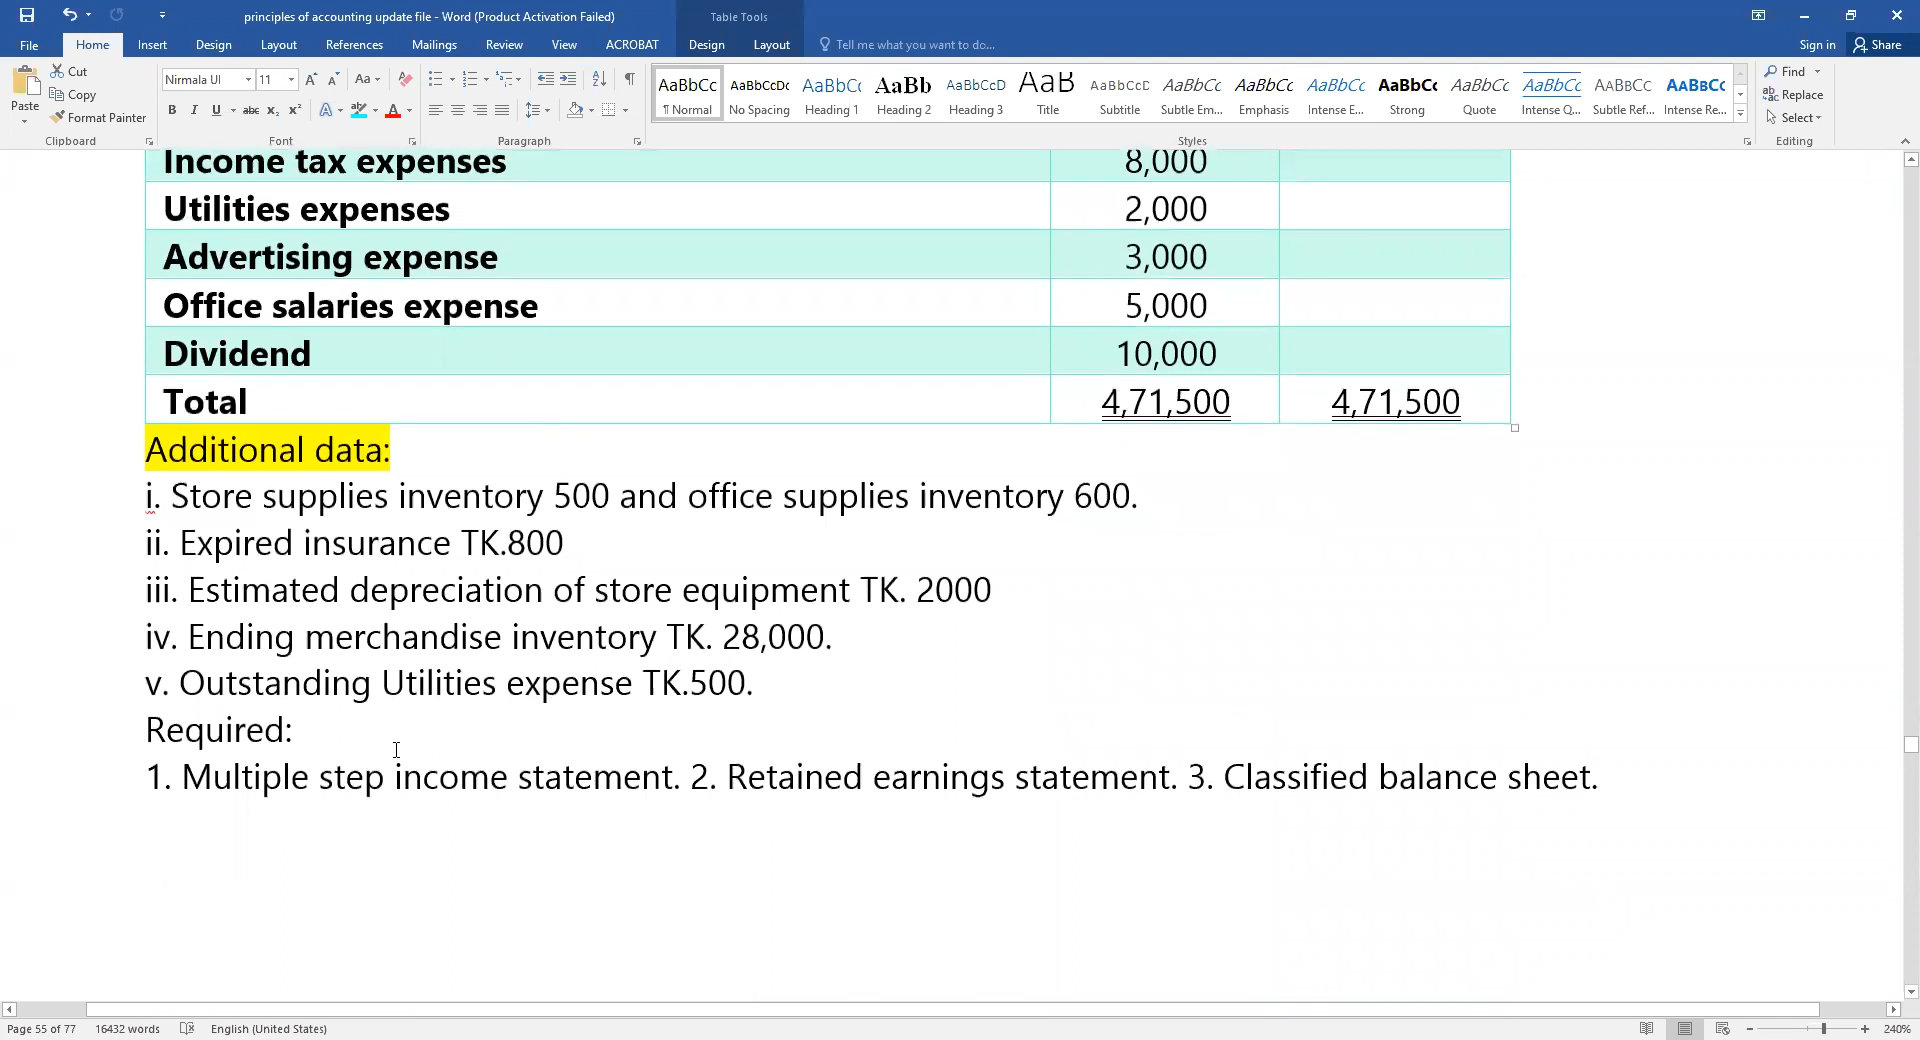 principles of accounting update file - Word (Product Activation Failed)
Table Tools
File Home Insert Design Layout References Mailings Review View ACROBAT Design Layout Tell me what you want to do... Sign in Share
Paste
Cut
Copy
Format Painter
Clipboard
Nirmala UI 11
Font
Paragraph
AaBbCc AaBbCcDc AaBbCc AaBb AaBbCcD AaB AaBbCcD AaBbCc AaBbCc AaBbCc AaBbCc AaBbCc AaBbCc AaBbCc AaBbCc
¶ Normal No Spacing Heading 1 Heading 2 Heading 3 Title Subtitle Subtle Em... Emphasis Intense E... Strong Quote Intense Q... Subtle Ref... Intense Re...
Styles
Find
Replace
Select
Editing
Income tax expenses 8,000
Utilities expenses 2,000
Advertising expense 3,000
Office salaries expense 5,000
Dividend 10,000
Total 4,71,500 4,71,500
Additional data:
i. Store supplies inventory 500 and office supplies inventory 600.
ii. Expired insurance TK.800
iii. Estimated depreciation of store equipment TK. 2000
iv. Ending merchandise inventory TK. 28,000.
v. Outstanding Utilities expense TK.500.
Required:
1. Multiple step income statement. 2. Retained earnings statement. 3. Classified balance sheet.
Page 55 of 77 16432 words English (United States) 240%